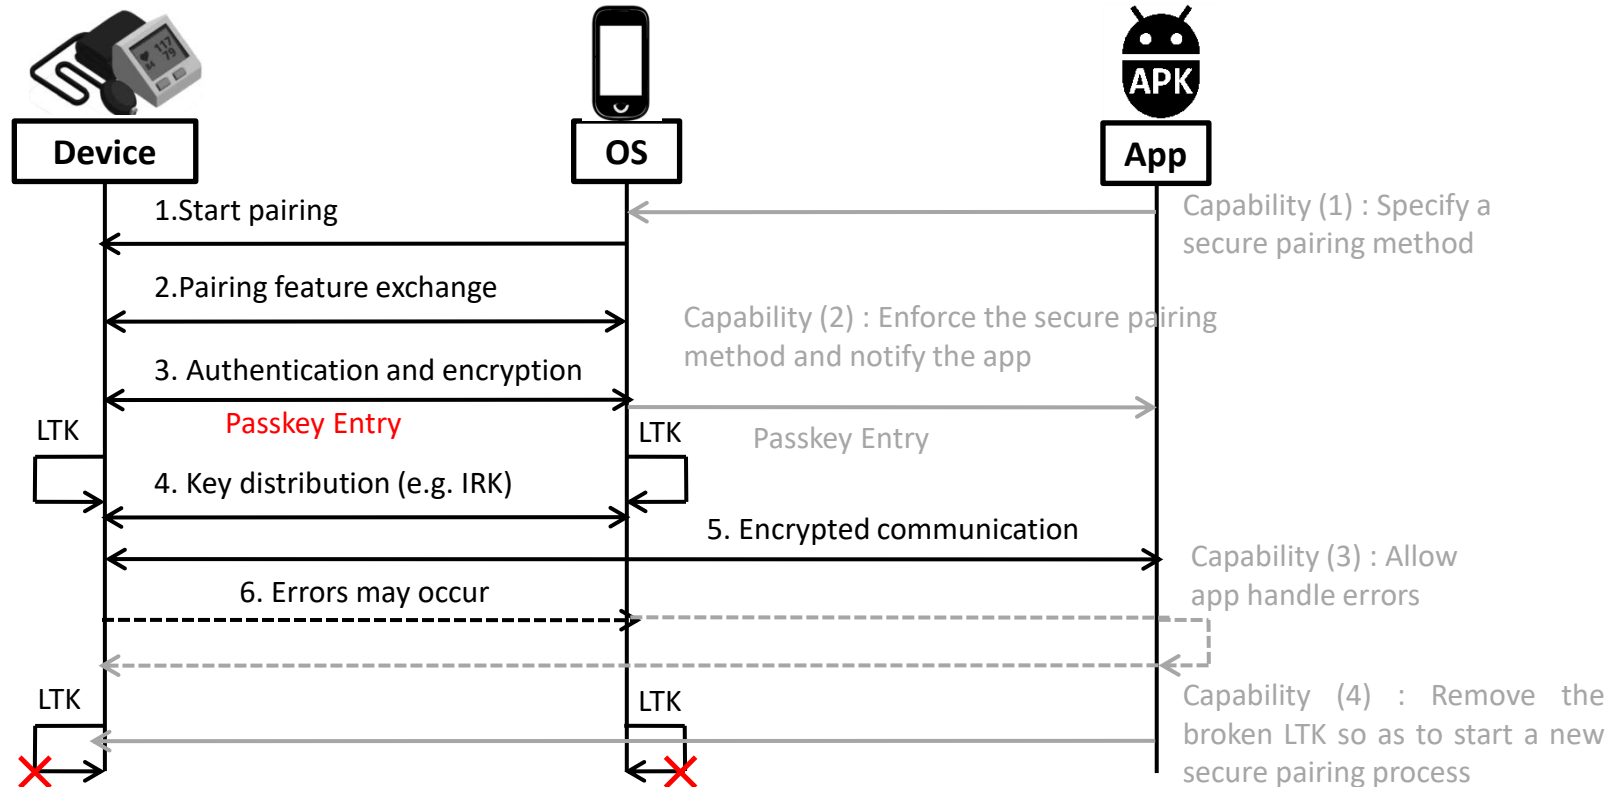 117
79
84
APK
Device
OS
App
1.Start pairing
Capability (1) : Specify a
secure pairing method
2.Pairing feature exchange
Capability (2) : Enforce the secure pairing
method and notify the app
3. Authentication and encryption
Passkey Entry
Passkey Entry
LTK
LTK
4. Key distribution (e.g. IRK)
5. Encrypted communication
Capability (3) : Allow
app handle errors
6. Errors may occur
LTK
LTK
Capability (4) : Remove the
broken LTK so as to start a new
secure pairing process